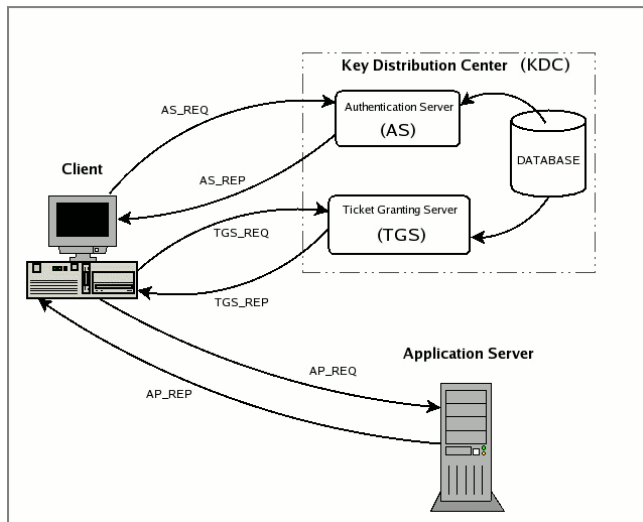 Key Distribution Center (KDC)
AS_REQ
Authentication Server
(AS)
Client
DATABASE
AS_REP
Ticket Granting Server
(TGS)
TGS_REQ
TGS_REP
Application Server
AP_REQ
AP_REP